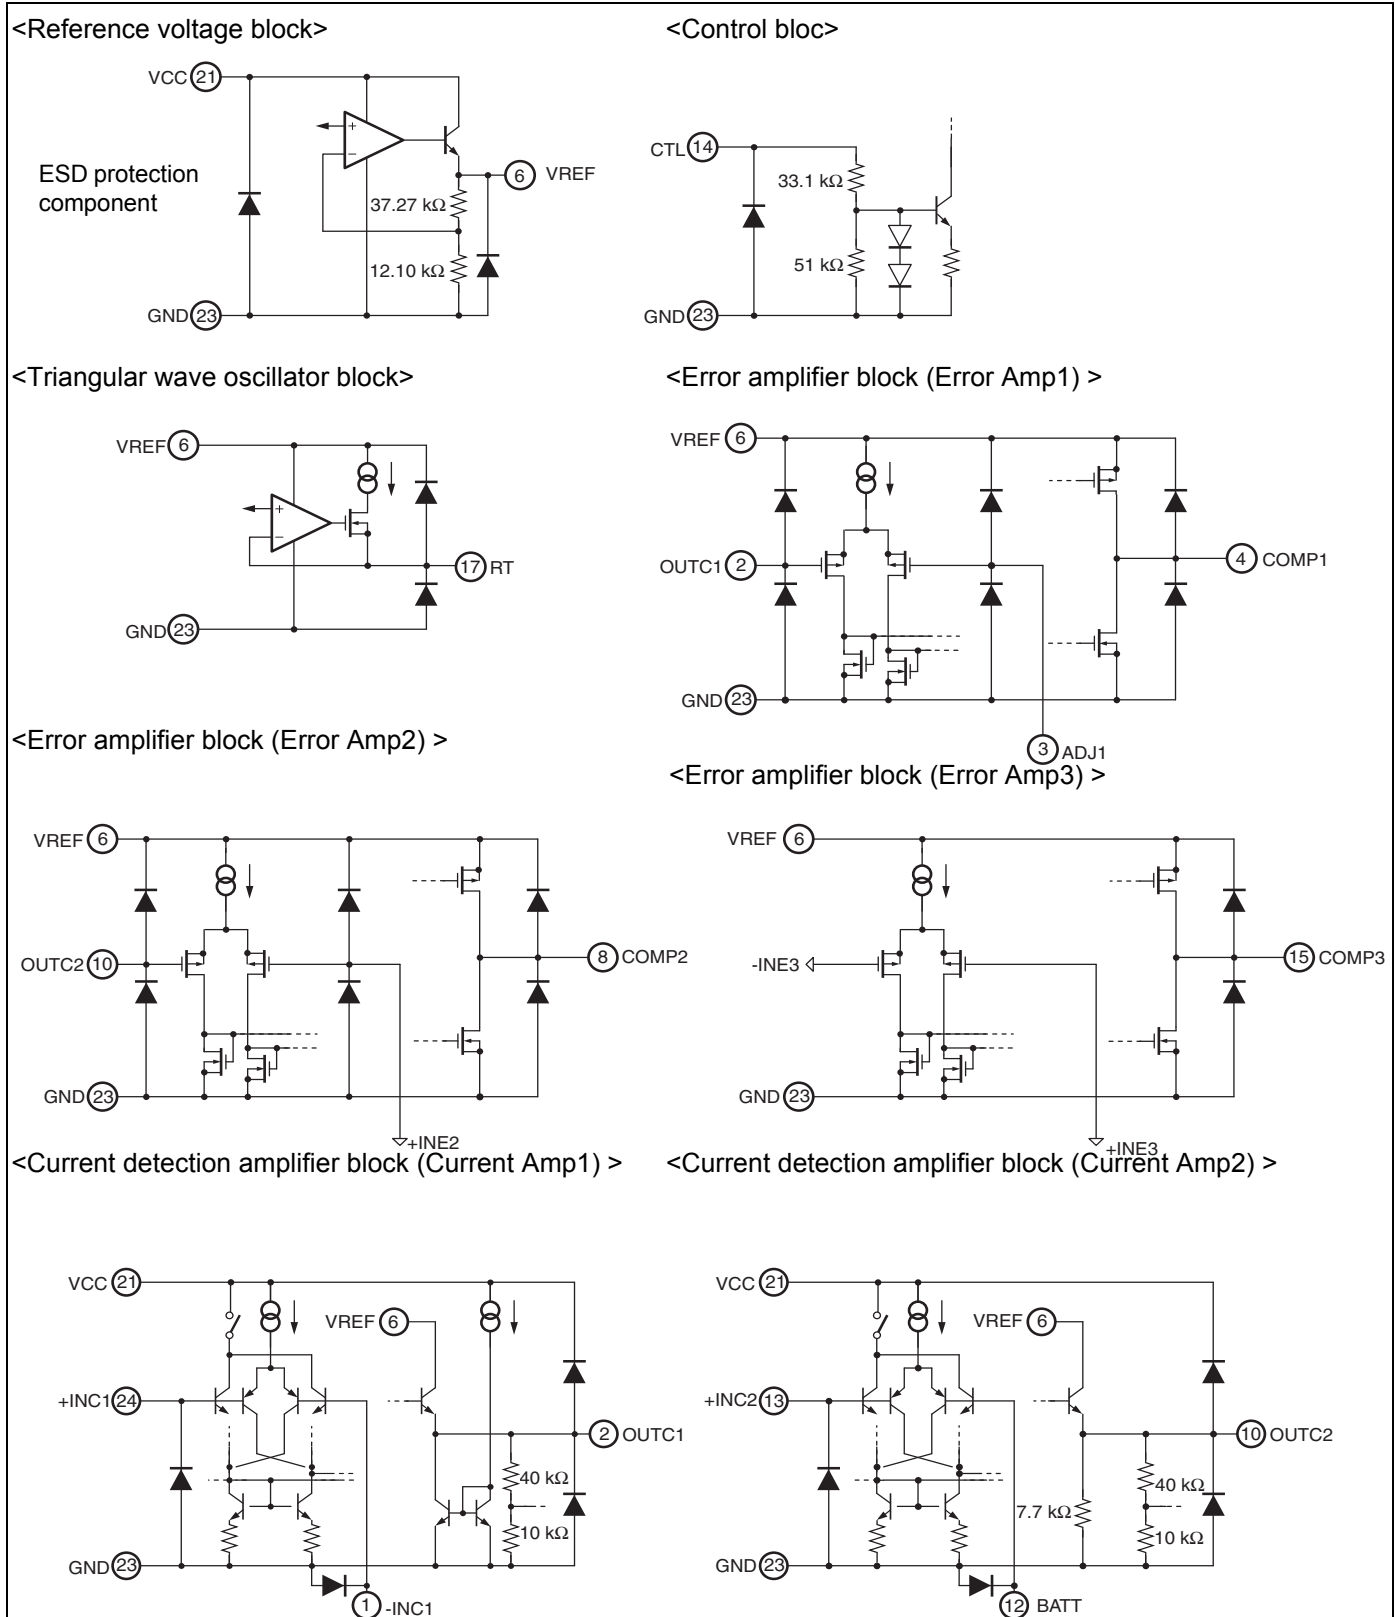 <Reference voltage block>
VCC 21
+
−
ESD protection
component
6 VREF
37.27 kΩ
12.10 kΩ
GND 23
<Control bloc>
CTL 14
33.1 kΩ
51 kΩ
GND 23
<Triangular wave oscillator block>
VREF 6
+
−
17 RT
GND 23
<Error amplifier block (Error Amp1) >
VREF 6
OUTC1 2
4 COMP1
GND 23
3 ADJ1
<Error amplifier block (Error Amp2) >
VREF 6
OUTC2 10
8 COMP2
GND 23
+INE2
<Error amplifier block (Error Amp3) >
VREF 6
-INE3
15 COMP3
GND 23
+INE3
<Current detection amplifier block (Current Amp1) >
VCC 21
VREF 6
+INC1 24
2 OUTC1
40 kΩ
10 kΩ
GND 23
1 -INC1
<Current detection amplifier block (Current Amp2) >
VCC 21
VREF 6
+INC2 13
10 OUTC2
40 kΩ
7.7 kΩ
10 kΩ
GND 23
12 BATT